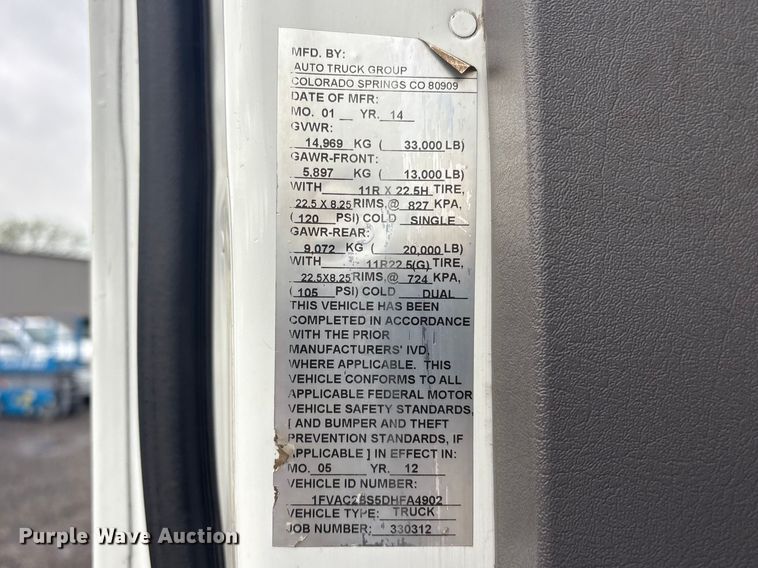 MFD. BY:
AUTO TRUCK GROUP
COLORADO SPRINGS CO 80909
DATE OF MFR:
MO. 01 YR. 14
GVWR:
14,969 KG ( 33,000 LB)
GAWR-FRONT:
5,897 KG ( 13,000 LB)
WITH 11R X 22.5H TIRE,
22.5 X 8.25 RIMS,@ 827 KPA,
( 120 PSI) COLD SINGLE
GAWR-REAR:
9,072 KG ( 20,000 LB)
WITH 11R22.5(G) TIRE,
22.5X8.25 RIMS,@ 724 KPA,
( 105 PSI) COLD DUAL
THIS VEHICLE HAS BEEN
COMPLETED IN ACCORDANCE
WITH THE PRIOR
MANUFACTURERS' IVD,
WHERE APPLICABLE. THIS
VEHICLE CONFORMS TO ALL
APPLICABLE FEDERAL MOTOR
VEHICLE SAFETY STANDARDS,
[ AND BUMPER AND THEFT
PREVENTION STANDARDS, IF
APPLICABLE ] IN EFFECT IN:
MO. 05 YR. 12
VEHICLE ID NUMBER:
1FVAC2BS5DHFA4902
VEHICLE TYPE: TRUCK
JOB NUMBER: 330312
Purple Wave Auction